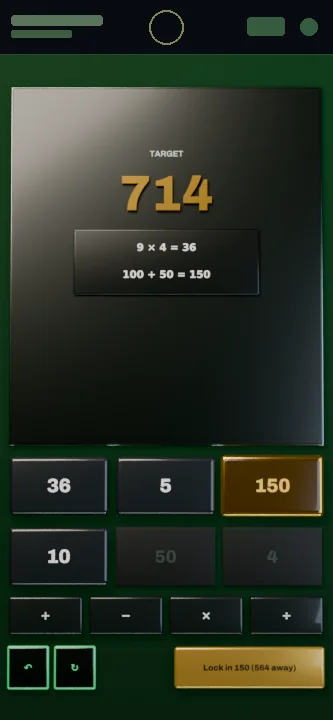 TARGET
714
9 × 4 = 36
100 + 50 = 150
36 5 150
10 50 4
+ − × ÷
↶ ↻ Lock in 150 (564 away)